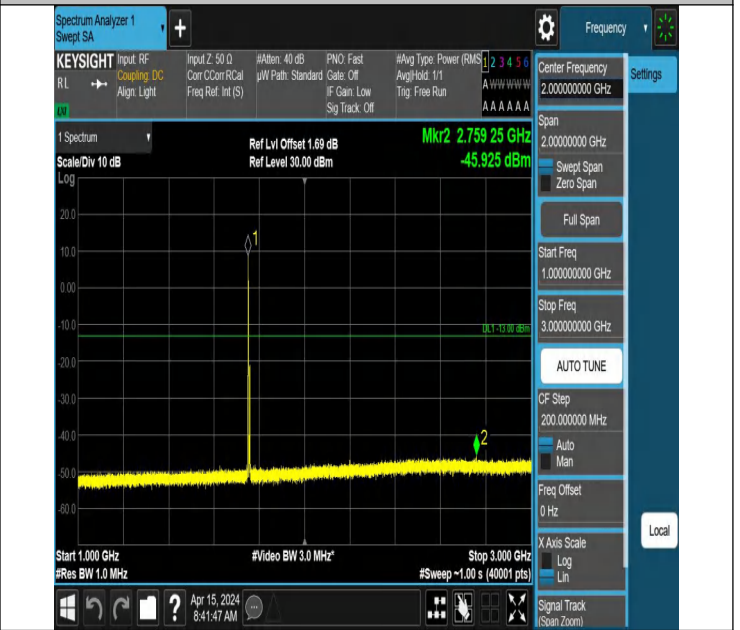 Spectrum Analyzer 1
Swept SA
+
Frequency
KEYSIGHT
RL
Input: RF
Coupling: DC
Align: Light
Input Z: 50 Ω
Corr CCorr RCal
Freq Ref: Int (S)
#Atten: 40 dB
µW Path: Standard
PNO: Fast
Gate: Off
IF Gain: Low
Sig Track: Off
#Avg Type: Power (RMS
Avg|Hold: 1/1
Trig: Free Run
1 2 3 4 5 6
A W W W W W
A A A A A A
Center Frequency
2.000000000 GHz
Settings
Span
2.00000000 GHz
Swept Span
Zero Span
Full Span
Start Freq
1.000000000 GHz
Stop Freq
3.000000000 GHz
AUTO TUNE
CF Step
200.000000 MHz
Auto
Man
Freq Offset
0 Hz
X Axis Scale
Log
Lin
Signal Track
(Span Zoom)
Local
1 Spectrum
Scale/Div 10 dB
Log
Ref Lvl Offset 1.69 dB
Ref Level 30.00 dBm
Mkr2 2.759 25 GHz
-45.925 dBm
20.0
10.0
0.00
-10.0
-20.0
-30.0
-40.0
-50.0
-60.0
1
DL1 -13.00 dBm
2
Start 1.000 GHz
#Res BW 1.0 MHz
#Video BW 3.0 MHz*
Stop 3.000 GHz
#Sweep ~1.00 s (40001 pts)
?
Apr 15, 2024
8:41:47 AM